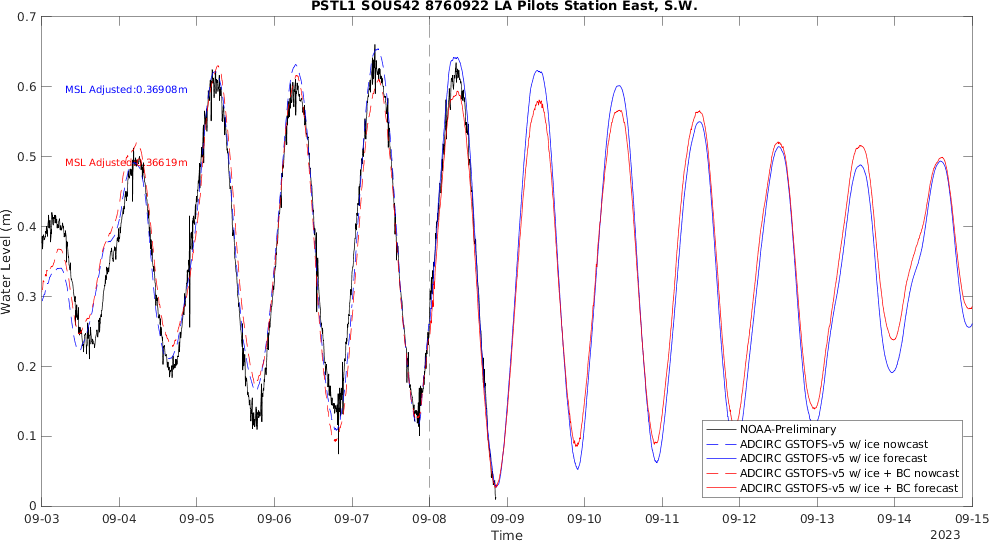 PSTL1 SOUS42 8760922 LA Pilots Station East, S.W.
0.7
0.6
0.5
0.4
0.3
0.2
0.1
0
Water Level (m)
MSL Adjusted:0.36908m
MSL Adjusted:0.36619m
NOAA-Preliminary
ADCIRC GSTOFS-v5 w/ ice nowcast
ADCIRC GSTOFS-v5 w/ ice forecast
ADCIRC GSTOFS-v5 w/ ice + BC nowcast
ADCIRC GSTOFS-v5 w/ ice + BC forecast
09-03 09-04 09-05 09-06 09-07 09-08 09-09 09-10 09-11 09-12 09-13 09-14 09-15
Time
2023